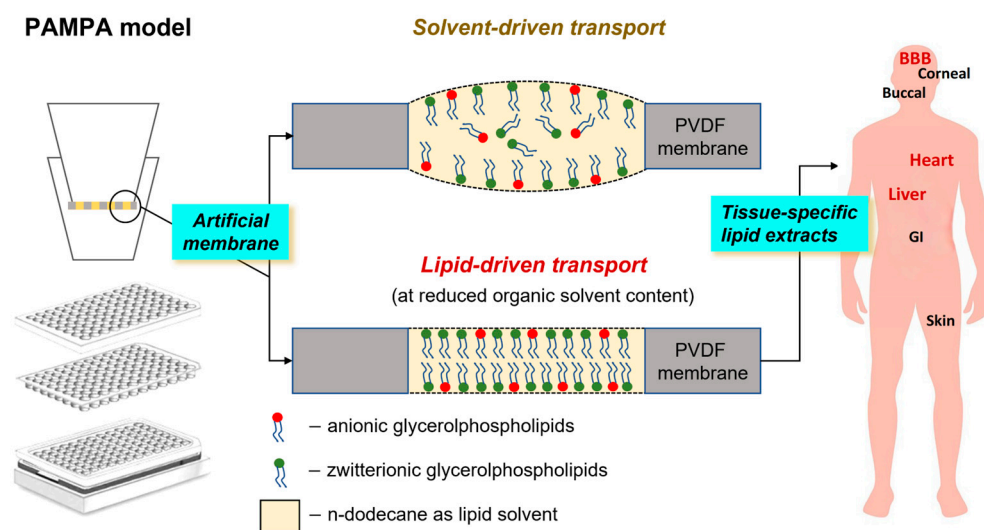 PAMPA model
Solvent-driven transport
PVDF
membrane
Artificial
membrane
Lipid-driven transport
(at reduced organic solvent content)
PVDF
membrane
– anionic glycerolphospholipids
– zwitterionic glycerolphospholipids
– n-dodecane as lipid solvent
Tissue-specific
lipid extracts
BBB
Corneal
Buccal
Heart
Liver
GI
Skin